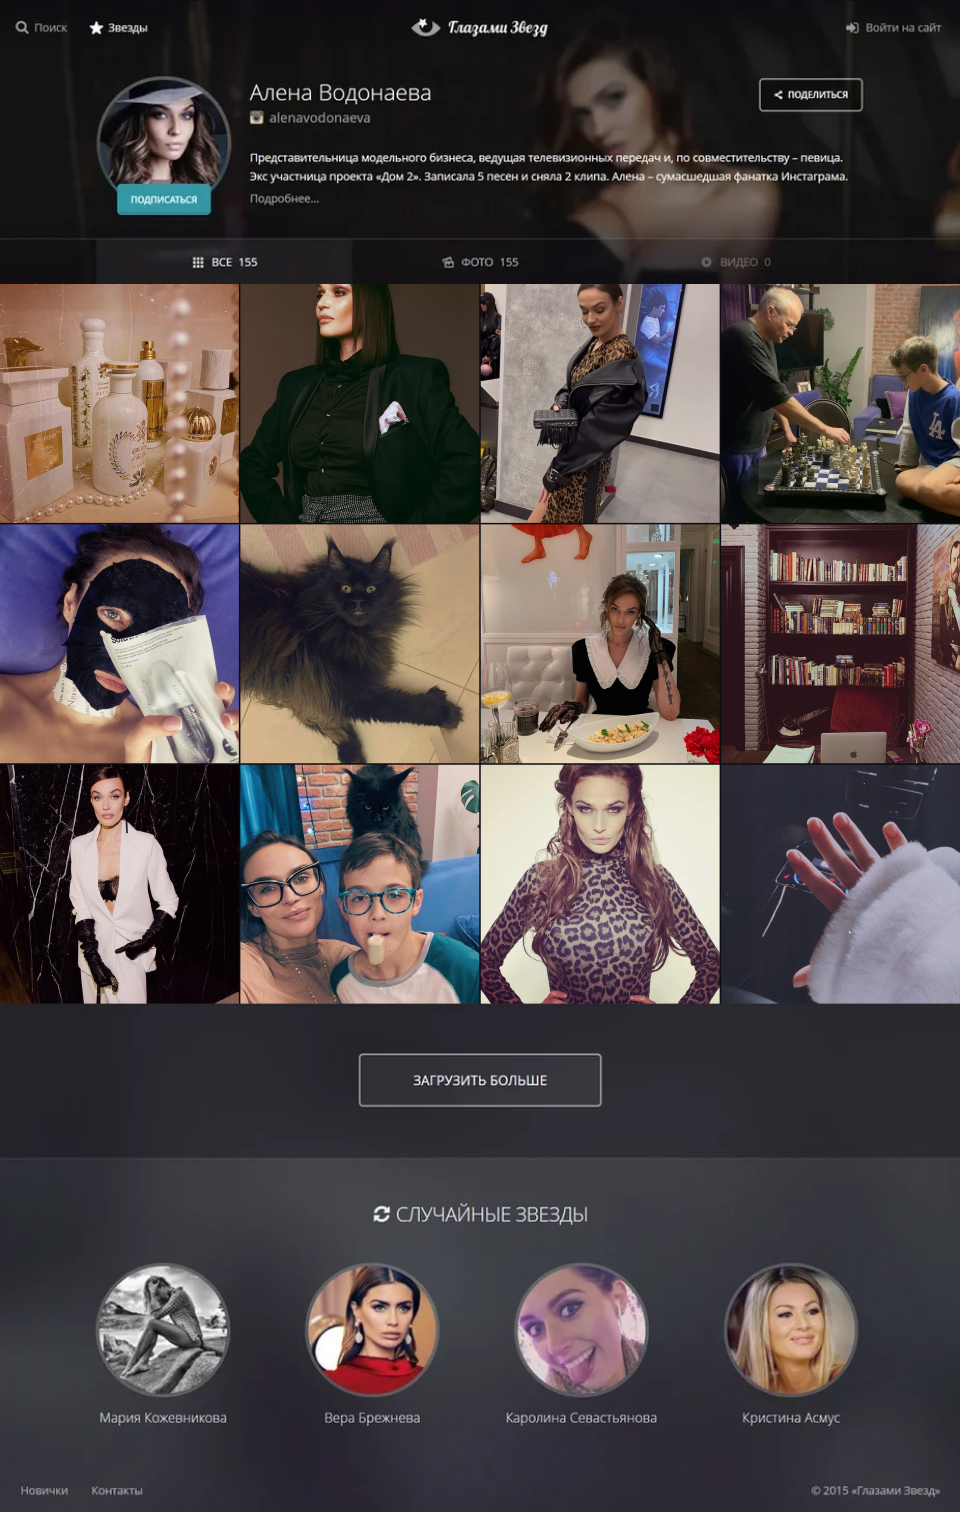 Поиск
Звезды
Глазами Звезд
Войти на сайт
Алена Водонаева
ПОДЕЛИТЬСЯ
alenavodonaeva
Представительница модельного бизнеса, ведущая телевизионных передач и, по совместительству – певица.
Экс участница проекта «Дом 2». Записала 5 песен и сняла 2 клипа. Алена – сумасшедшая фанатка Инстаграма.
ПОДПИСАТЬСЯ
Подробнее...
ВСЕ 155
ФОТО 155
ВИДЕО 0
ЗАГРУЗИТЬ БОЛЬШЕ
СЛУЧАЙНЫЕ ЗВЕЗДЫ
Мария Кожевникова
Вера Брежнева
Каролина Севастьянова
Кристина Асмус
Новички
Контакты
© 2015 «Глазами Звезд»